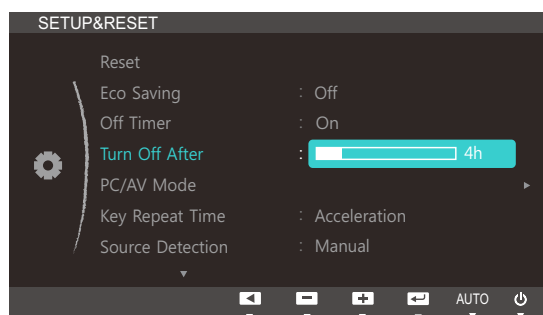 SETUP&RESET
Reset
Eco Saving : Off
Off Timer : On
Turn Off After : 4h
PC/AV Mode
Key Repeat Time : Acceleration
Source Detection : Manual
AUTO